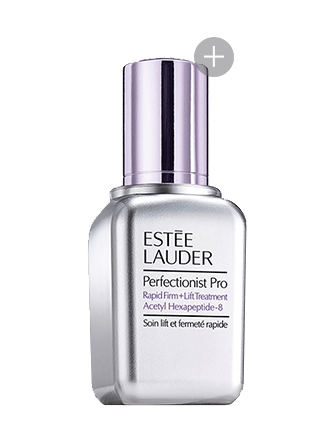 ESTĒE
LAUDER
Perfectionist Pro
Rapid Firm+Lift Treatment
Acetyl Hexapeptide-8
Soin lift et fermeté rapide